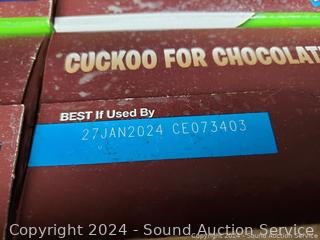 CUCKOO FOR CHOCOLAT
BEST If Used By
27JAN2024 CE073403
Copyright 2024 - Sound Auction Service